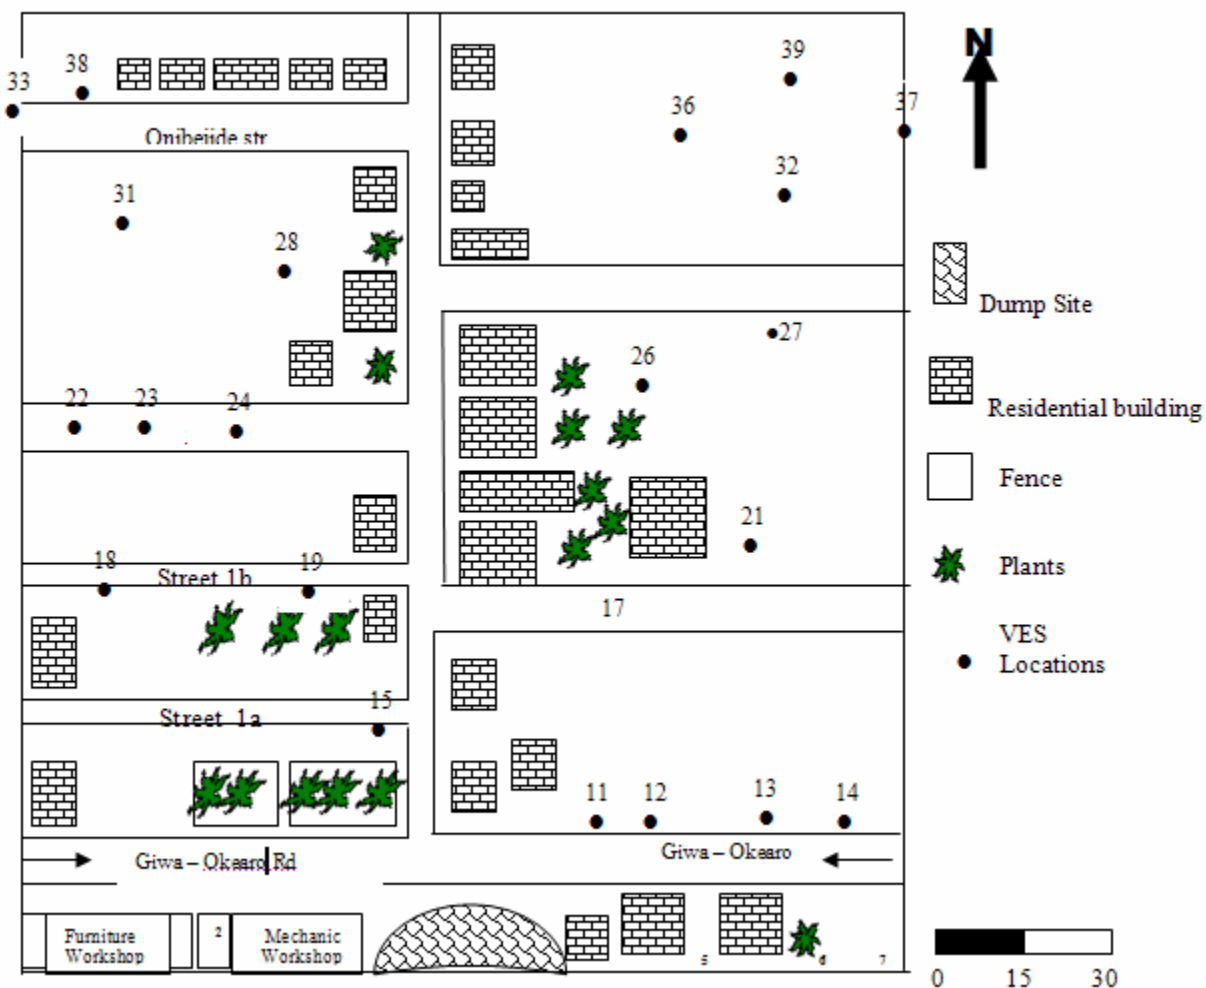 N
39
38
33
37
36
Onibejide str
32
31
28
27
26
22
23
24
21
18
19
Street 1b
17
15
Street 1a
11
12
13
14
Giwa – Okearo Rd
Giwa – Okearo
Furniture
Workshop
2
Mechanic
Workshop
5
6
7
Dump Site
Residential building
Fence
Plants
VES
Locations
0 15 30